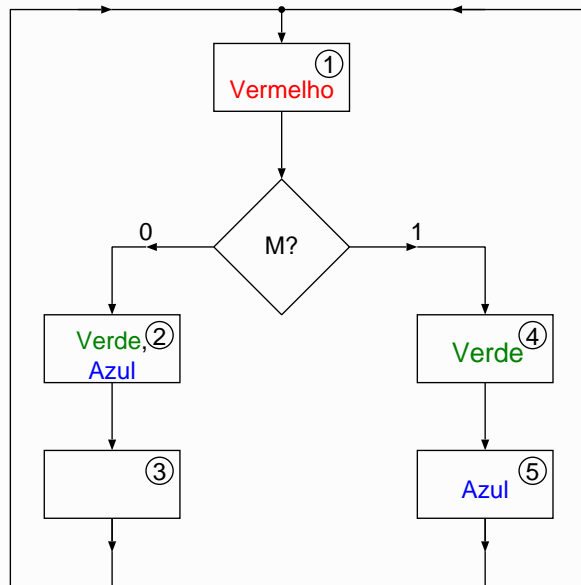 ①
Vermelho
M?
0
1
Verde, ②
Azul
Verde ④
③
Azul ⑤